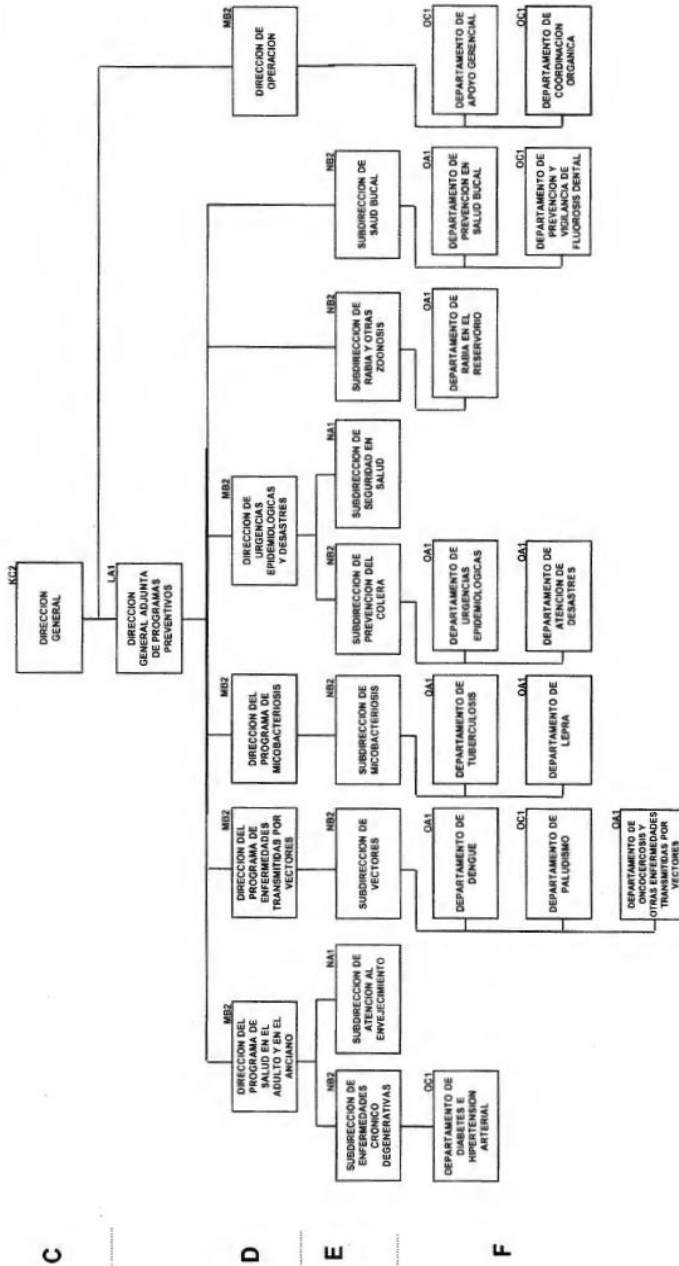 C
KC2
DIRECCION
GENERAL
LA1
DIRECCION
GENERAL ADJUNTA
DE PROGRAMAS
PREVENTIVOS
D
MB2
DIRECCION DEL
PROGRAMA DE
SALUD EN EL
ADULTO Y EN EL
ANCIANO
MB2
DIRECCION DEL
PROGRAMA DE
ENFERMEDADES
TRANSMITIDAS POR
VECTORES
MB2
DIRECCION DEL
PROGRAMA DE
MICOBACTERIOSIS
MB2
DIRECCION DE
URGENCIAS
EPIDEMIOLOGICAS
Y DESASTRES
MB2
DIRECCION DE
OPERACION
E
NB2
SUBDIRECCION DE
ENFERMEDADES
CRONICO
DEGENERATIVAS
NA1
SUBDIRECCION DE
ATENCION AL
ENVEJECIMIENTO
NB2
SUBDIRECCION DE
VECTORES
NB2
SUBDIRECCION DE
MICOBACTERIOSIS
NB2
SUBDIRECCION DE
PREVENCION DEL
COLERA
NA1
SUBDIRECCION DE
SEGURIDAD EN
SALUD
NB2
SUBDIRECCION DE
RABIA Y OTRAS
ZOONOSIS
NB2
SUBDIRECCION DE
SAUD BUCAL
F
OC1
DEPARTAMENTO DE
DIABETES E
HIPERTENSION
ARTERIAL
OA1
DEPARTAMENTO DE
DENGUE
OA1
DEPARTAMENTO DE
TUBERCULOSIS
OA1
DEPARTAMENTO DE
URGENCIAS
EPIDEMIOLOGICAS
OA1
DEPARTAMENTO DE
RABIA EN EL
RESERVORIO
OA1
DEPARTAMENTO DE
PREVENCION EN
SALUD BUCAL
OC1
DEPARTAMENTO DE
APOYO GERENCIAL
OC1
DEPARTAMENTO DE
PALUDISMO
OA1
DEPARTAMENTO DE
LEPRA
OA1
DEPARTAMENTO DE
ATENCION DE
DESASTRES
OC1
DEPARTAMENTO DE
PREVENCION Y
VIGILANCIA DE
FLUOROSIS DENTAL
OC1
DEPARTAMENTO DE
COORDINACION
ORGANICA
OA1
DEPARTAMENTO DE
ONCOCERCOSIS Y
OTRAS ENFERMEDADES
TRANSMITIDAS POR
VECTORES